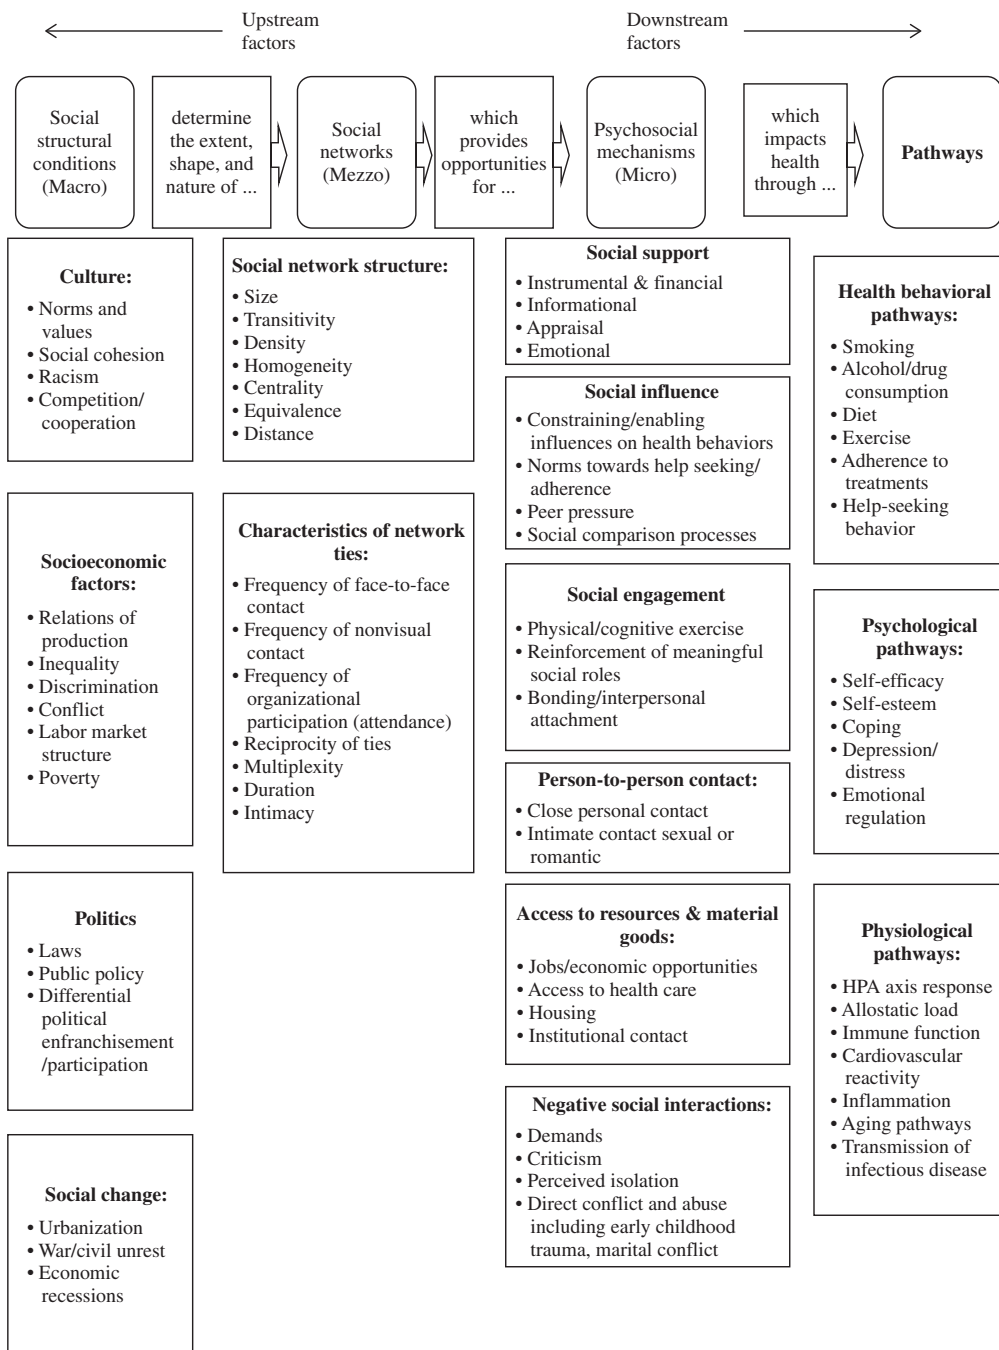 Upstream
factors
Downstream
factors
Social
structural
conditions
(Macro)
determine
the extent,
shape, and
nature of ...
Social
networks
(Mezzo)
which
provides
opportunities
for ...
Psychosocial
mechanisms
(Micro)
which
impacts
health
through ...
Pathways
Culture:
• Norms and
values
• Social cohesion
• Racism
• Competition/
cooperation
Socioeconomic
factors:
• Relations of
production
• Inequality
• Discrimination
• Conflict
• Labor market
structure
• Poverty
Politics
• Laws
• Public policy
• Differential
political
enfranchisement
/participation
Social change:
• Urbanization
• War/civil unrest
• Economic
recessions
Social network structure:
• Size
• Transitivity
• Density
• Homogeneity
• Centrality
• Equivalence
• Distance
Characteristics of network
ties:
• Frequency of face-to-face
contact
• Frequency of nonvisual
contact
• Frequency of
organizational
participation (attendance)
• Reciprocity of ties
• Multiplexity
• Duration
• Intimacy
Social support
• Instrumental & financial
• Informational
• Appraisal
• Emotional
Social influence
• Constraining/enabling
influences on health behaviors
• Norms towards help seeking/
adherence
• Peer pressure
• Social comparison processes
Social engagement
• Physical/cognitive exercise
• Reinforcement of meaningful
social roles
• Bonding/interpersonal
attachment
Person-to-person contact:
• Close personal contact
• Intimate contact sexual or
romantic
Access to resources & material
goods:
• Jobs/economic opportunities
• Access to health care
• Housing
• Institutional contact
Negative social interactions:
• Demands
• Criticism
• Perceived isolation
• Direct conflict and abuse
including early childhood
trauma, marital conflict
Health behavioral
pathways:
• Smoking
• Alcohol/drug
consumption
• Diet
• Exercise
• Adherence to
treatments
• Help-seeking
behavior
Psychological
pathways:
• Self-efficacy
• Self-esteem
• Coping
• Depression/
distress
• Emotional
regulation
Physiological
pathways:
• HPA axis response
• Allostatic load
• Immune function
• Cardiovascular
reactivity
• Inflammation
• Aging pathways
• Transmission of
infectious disease